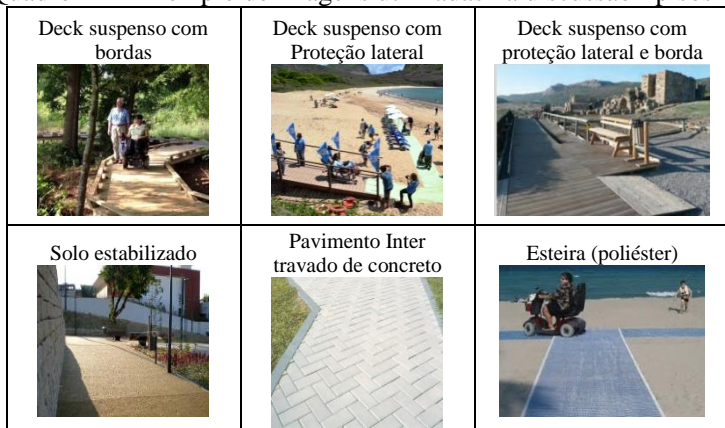 Deck suspenso com
bordas
Deck suspenso com
Proteção lateral
Deck suspenso com
proteção lateral e borda
Solo estabilizado
Pavimento Inter
travado de concreto
Esteira (poliéster)